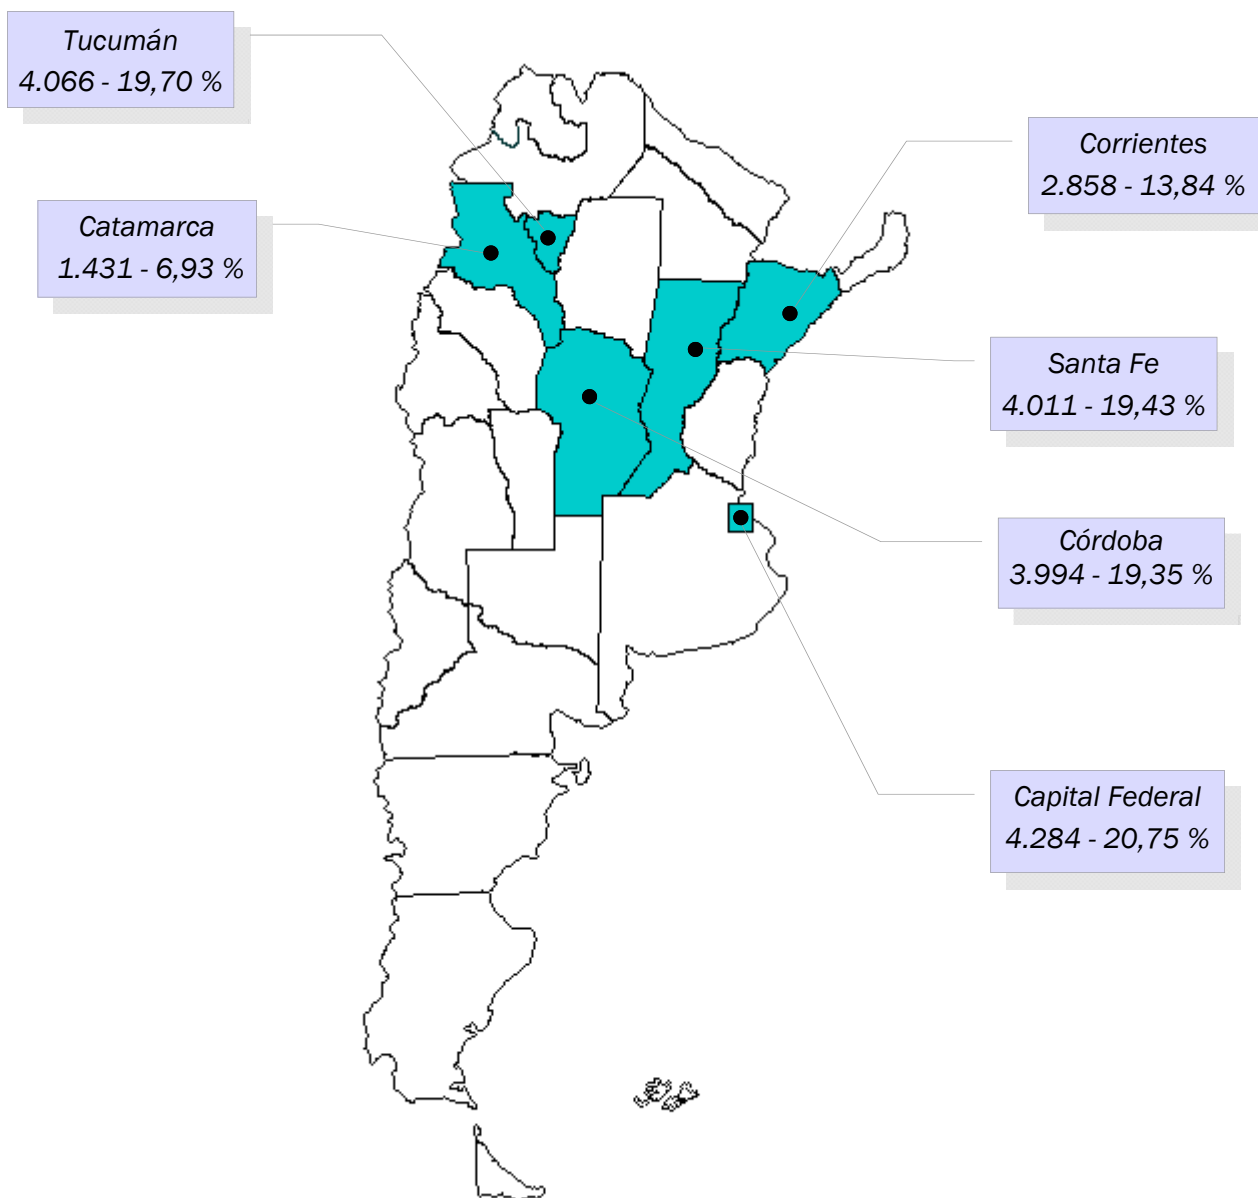 Tucumán
4.066 - 19,70 %
Corrientes
2.858 - 13,84 %
Catamarca
1.431 - 6,93 %
Santa Fe
4.011 - 19,43 %
Córdoba
3.994 - 19,35 %
Capital Federal
4.284 - 20,75 %